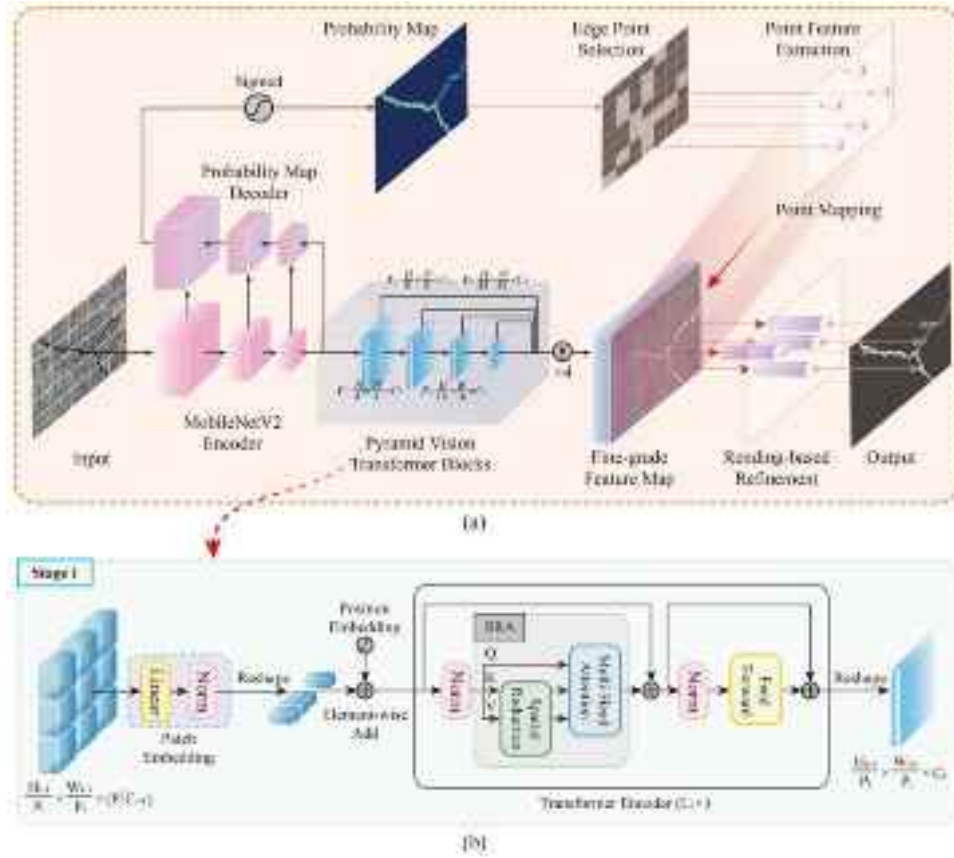 Probability Map
Edge Point
Selection
Point Feature
Extraction
Sigmoid
Probability Map
Decoder
Point Mapping
Input
MobileNetV2
Encoder
Pyramid Vision
Transformer Blocks
×4
Fine-grade
Feature Map
Rending-based
Refinement
Output
(a)
Stage i
Position
Embedding
Linear
Norm
Reshape
Patch
Embedding
Element-wise
Add
Norm
SRA
Q
K
V
Spatial
Reduction
Multi-Head
Attention
Norm
Feed
Forward
Reshape
Transformer Encoder (Lᵢ×)
(b)